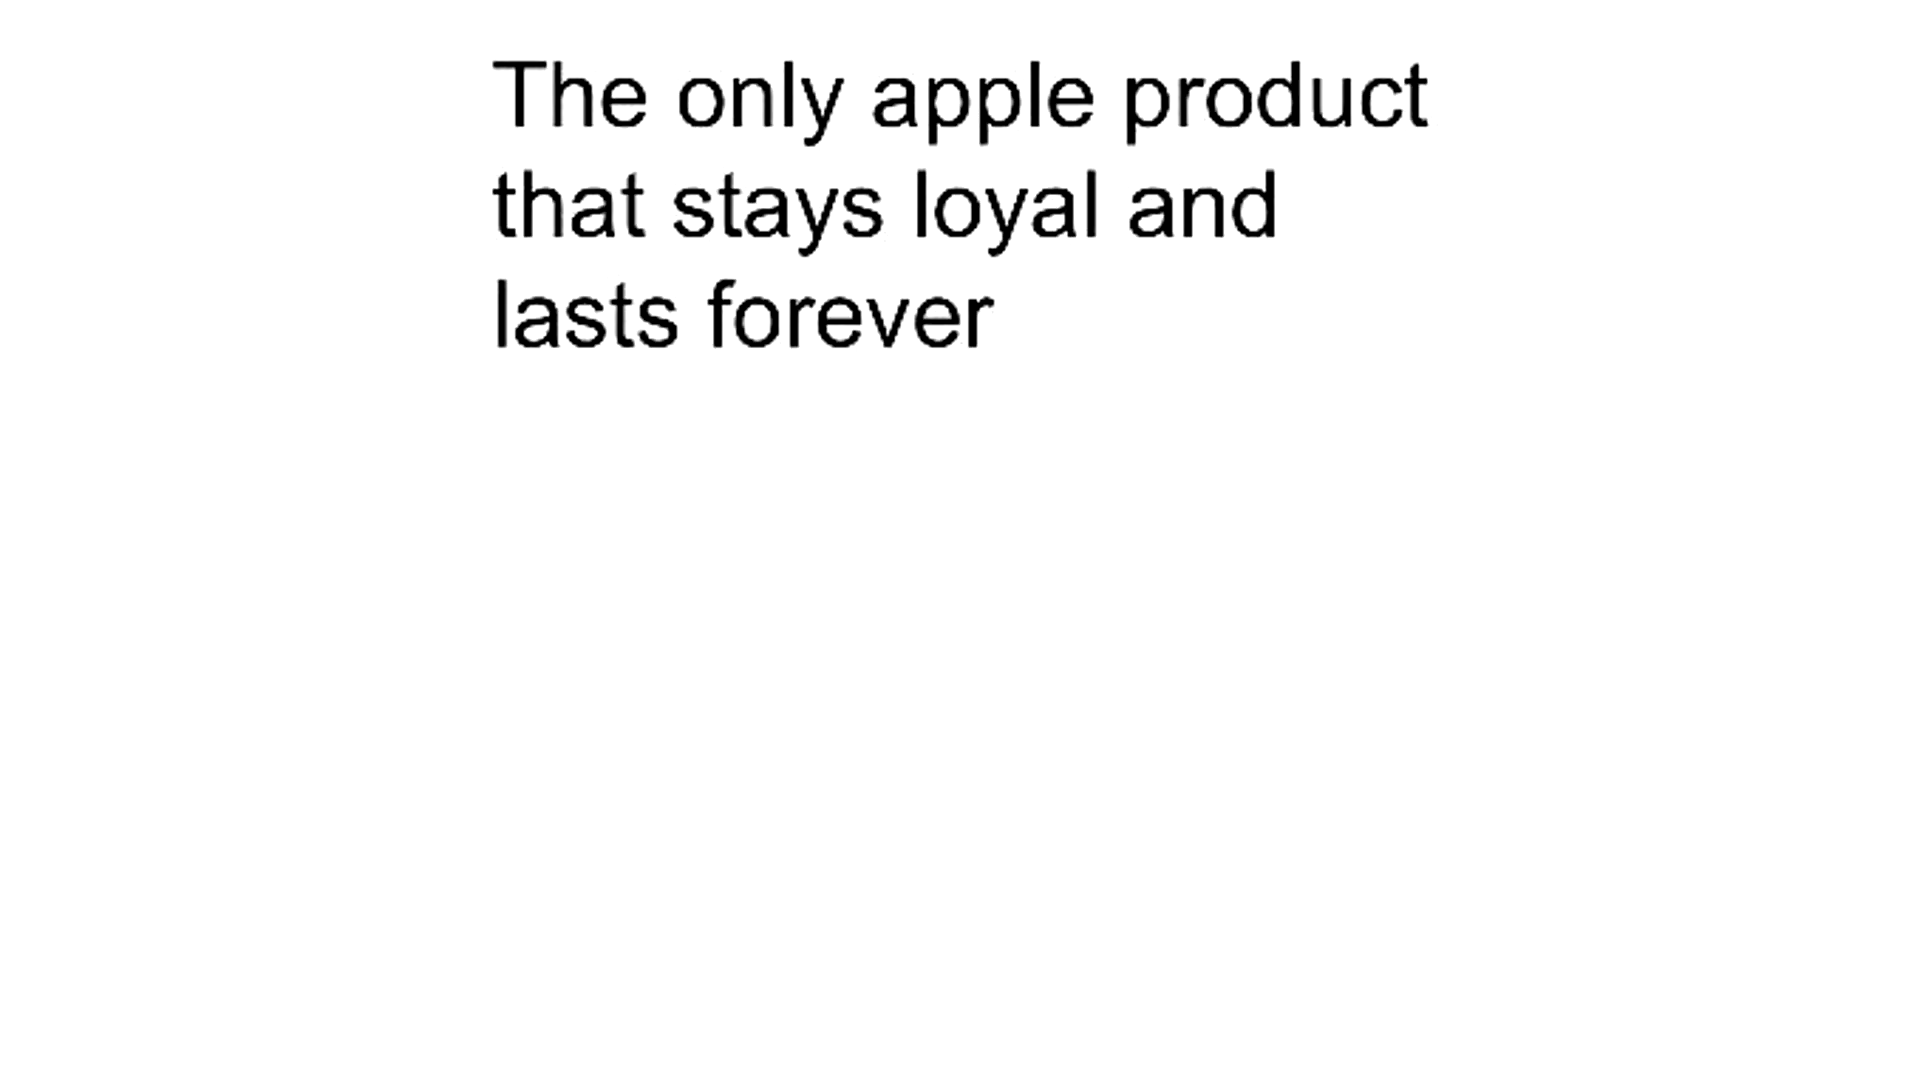 The only apple product
that stays loyal and
lasts forever